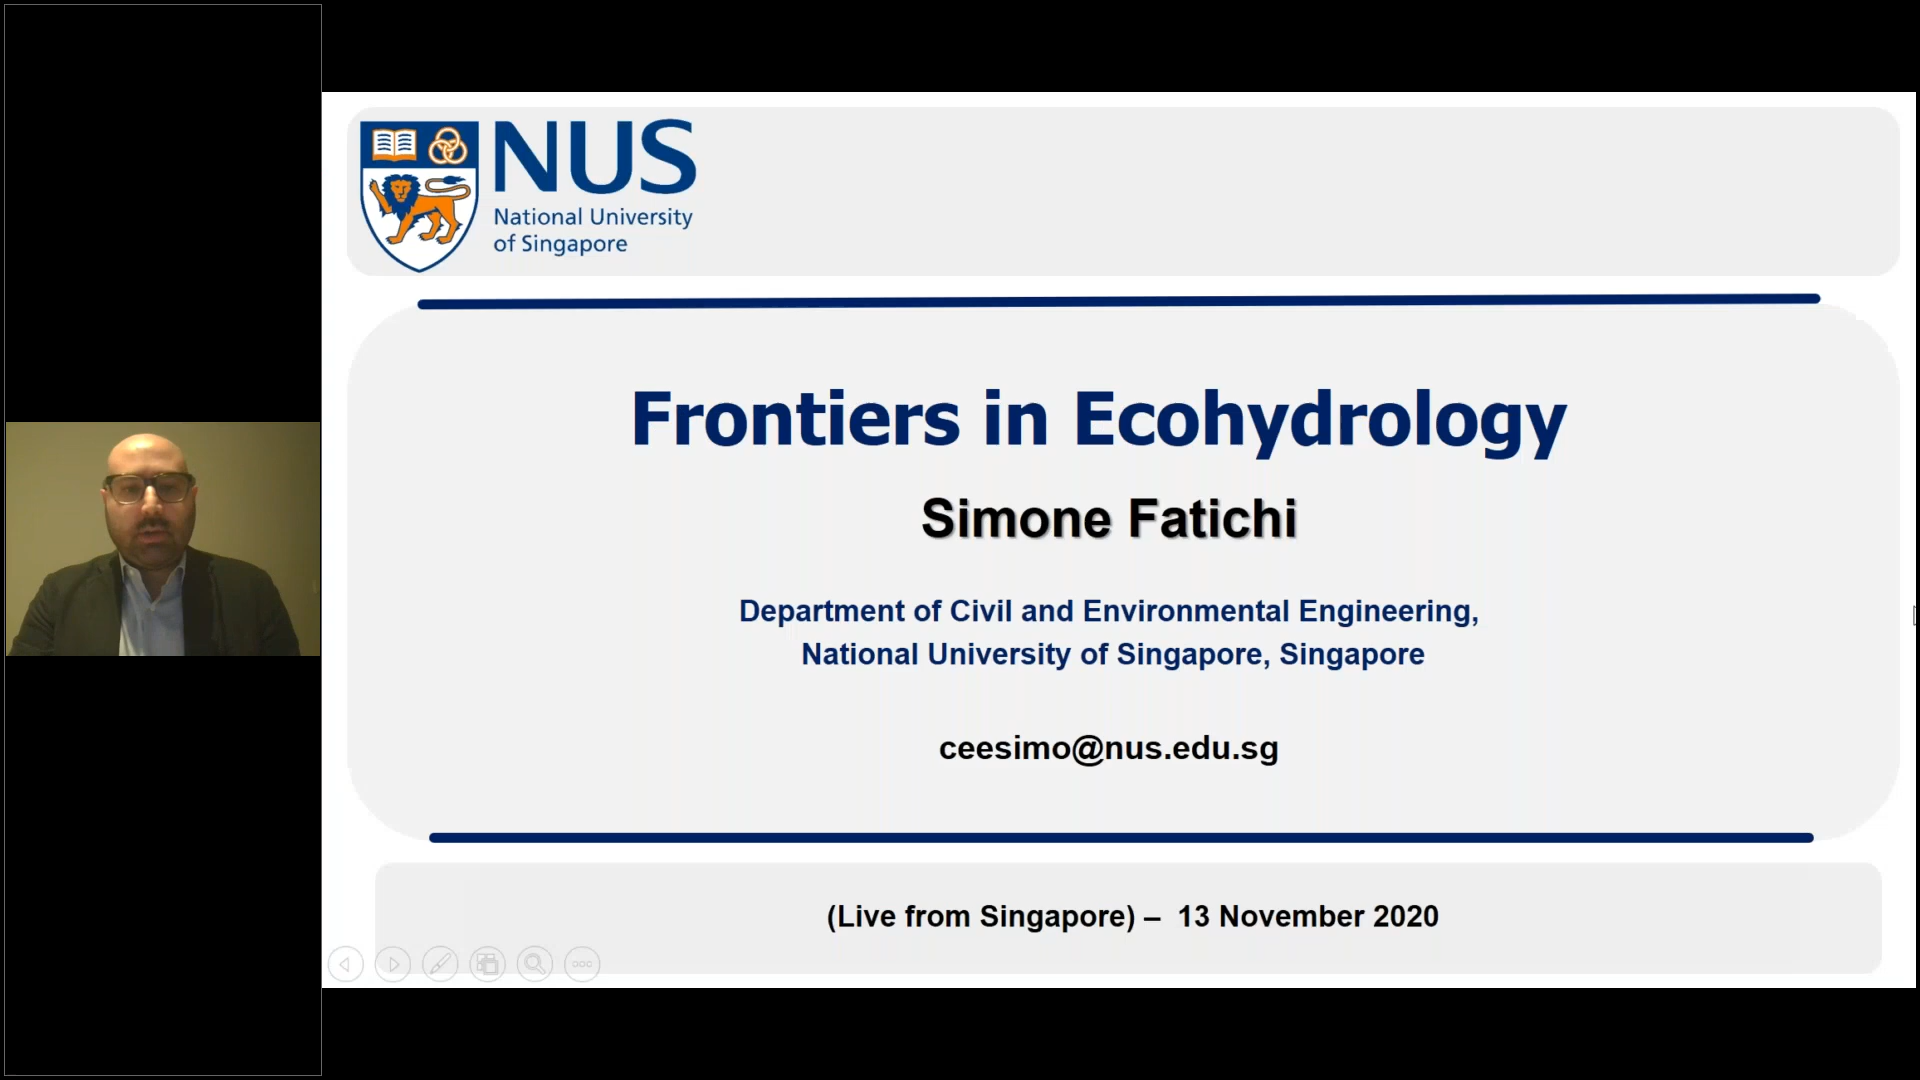 NUS
National University
of Singapore
Frontiers in Ecohydrology
Simone Fatichi
Department of Civil and Environmental Engineering,
National University of Singapore, Singapore
ceesimo@nus.edu.sg
(Live from Singapore) – 13 November 2020